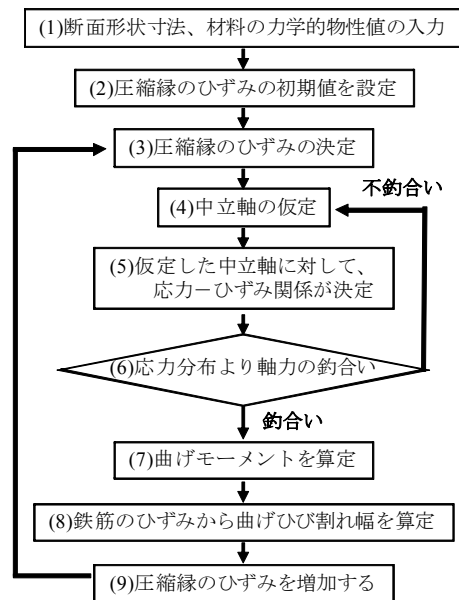 (1)断面形状寸法、材料の力学的物性値の入力
(2)圧縮縁のひずみの初期値を設定
(3)圧縮縁のひずみの決定
不釣合い
(4)中立軸の仮定
(5)仮定した中立軸に対して、
応力－ひずみ関係が決定
(6)応力分布より軸力の釣合い
釣合い
(7)曲げモーメントを算定
(8)鉄筋のひずみから曲げひび割れ幅を算定
(9)圧縮縁のひずみを増加する